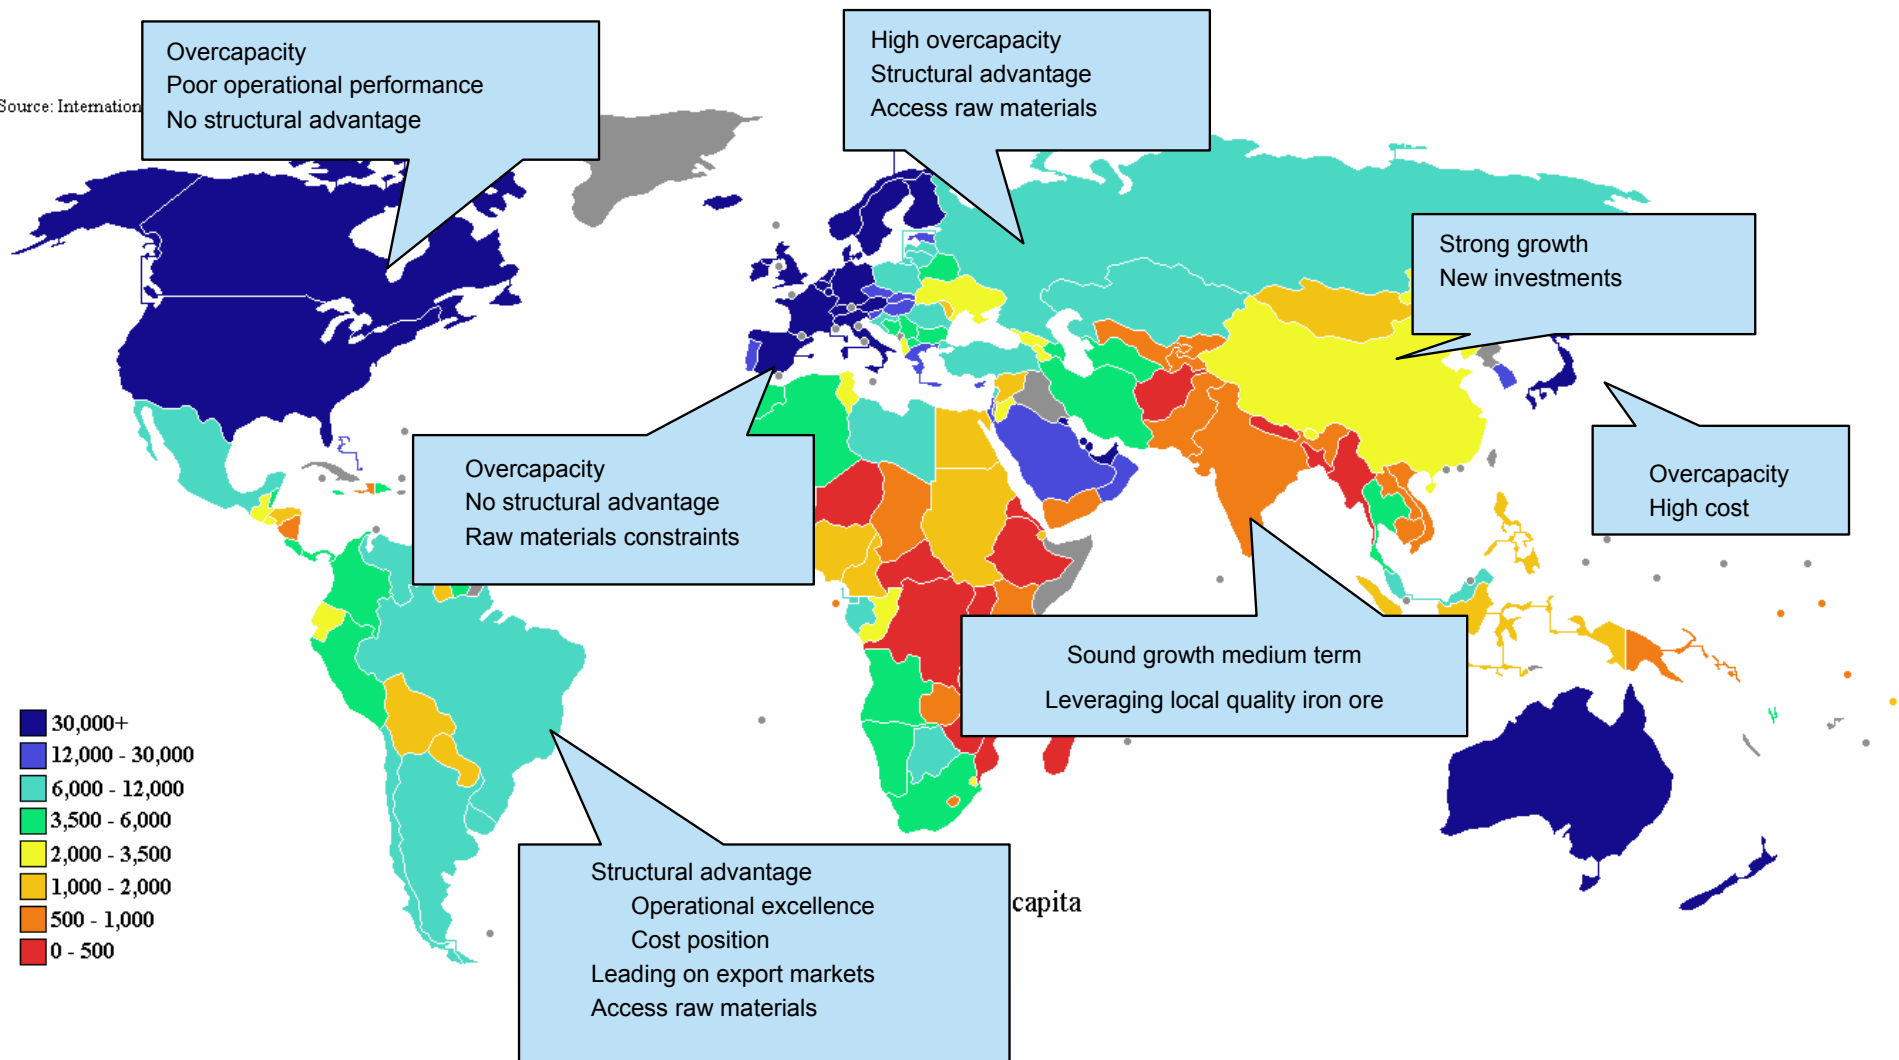 Overcapacity
Poor operational performance
No structural advantage
High overcapacity
Structural advantage
Access raw materials
Source: Internation
Strong growth
New investments
Overcapacity
No structural advantage
Raw materials constraints
Overcapacity
High cost
Sound growth medium term
Leveraging local quality iron ore
30,000+
12,000 - 30,000
6,000 - 12,000
3,500 - 6,000
2,000 - 3,500
1,000 - 2,000
500 - 1,000
0 - 500
Structural advantage
Operational excellence
Cost position
Leading on export markets
Access raw materials
capita